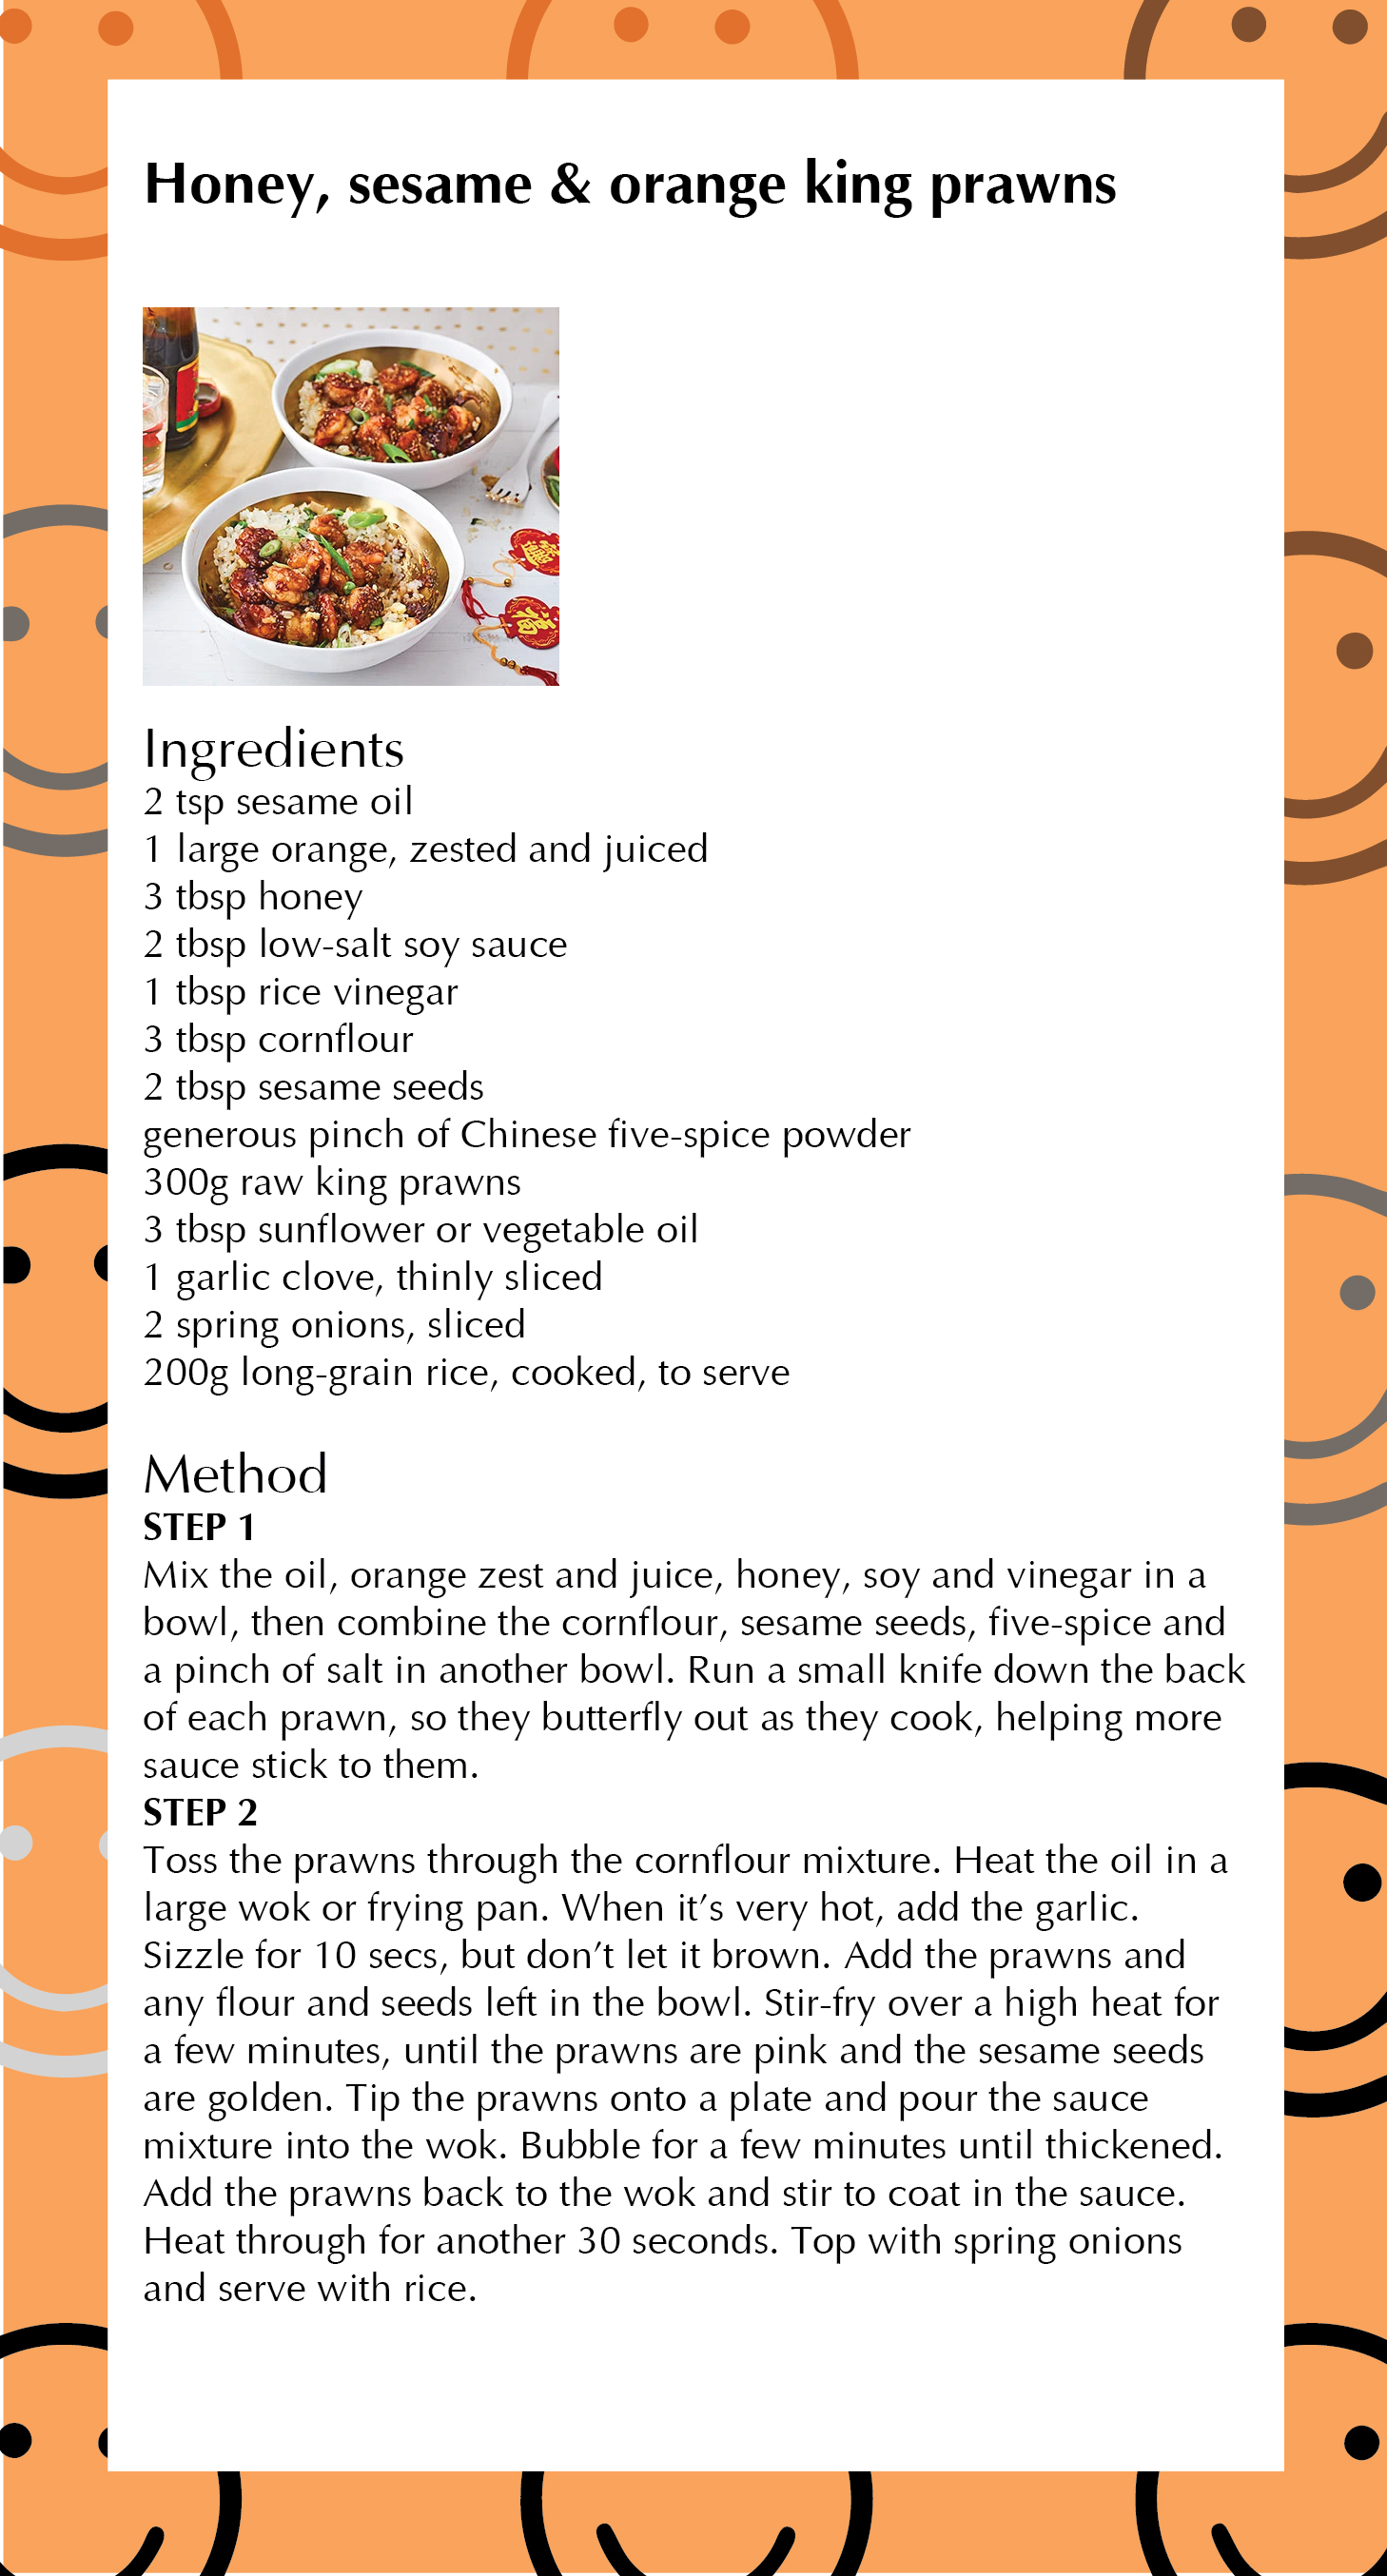 Honey, sesame & orange king prawns
福
Ingredients
2 tsp sesame oil
1 large orange, zested and juiced
3 tbsp honey
2 tbsp low-salt soy sauce
1 tbsp rice vinegar
3 tbsp cornflour
2 tbsp sesame seeds
generous pinch of Chinese five-spice powder
300g raw king prawns
3 tbsp sunflower or vegetable oil
1 garlic clove, thinly sliced
2 spring onions, sliced
200g long-grain rice, cooked, to serve
Method
STEP 1
Mix the oil, orange zest and juice, honey, soy and vinegar in a
bowl, then combine the cornflour, sesame seeds, five-spice and
a pinch of salt in another bowl. Run a small knife down the back
of each prawn, so they butterfly out as they cook, helping more
sauce stick to them.
STEP 2
Toss the prawns through the cornflour mixture. Heat the oil in a
large wok or frying pan. When it’s very hot, add the garlic.
Sizzle for 10 secs, but don’t let it brown. Add the prawns and
any flour and seeds left in the bowl. Stir-fry over a high heat for
a few minutes, until the prawns are pink and the sesame seeds
are golden. Tip the prawns onto a plate and pour the sauce
mixture into the wok. Bubble for a few minutes until thickened.
Add the prawns back to the wok and stir to coat in the sauce.
Heat through for another 30 seconds. Top with spring onions
and serve with rice.